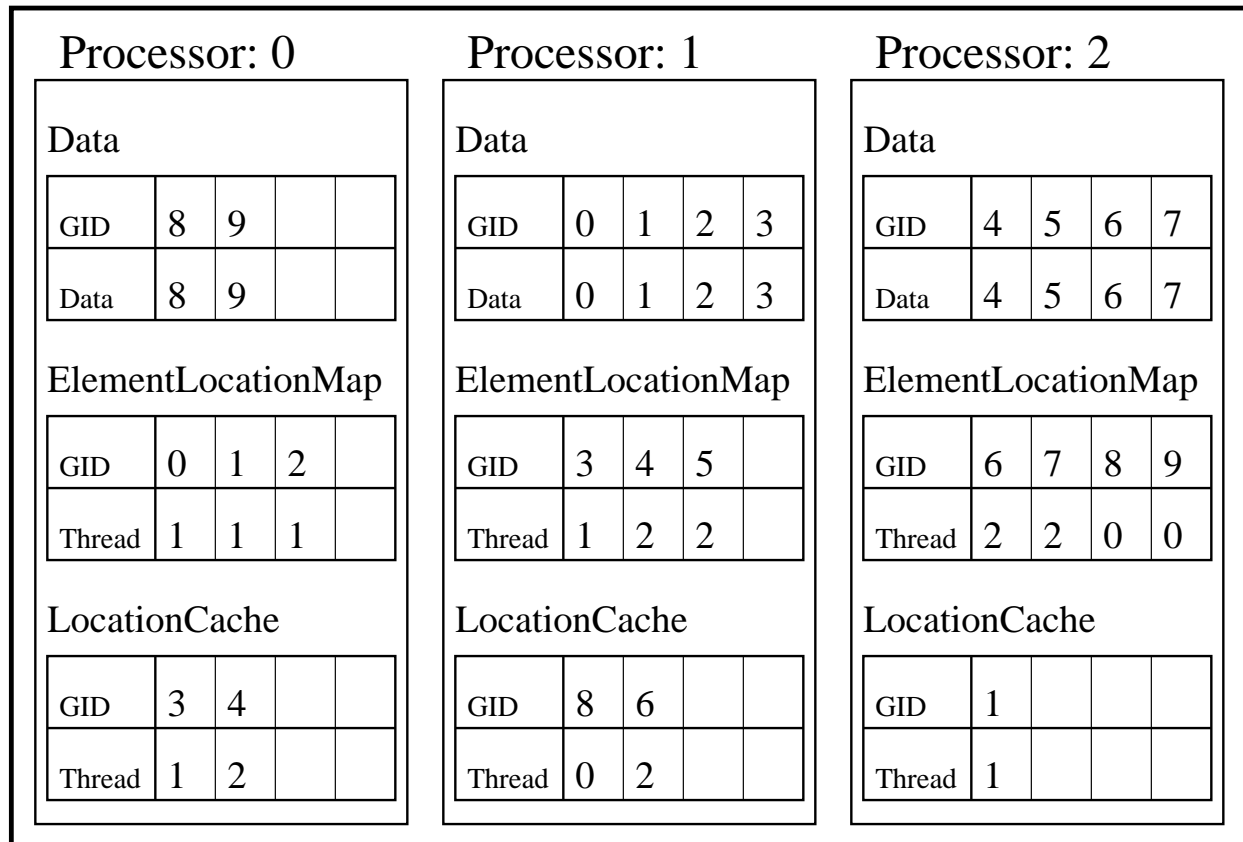 Processor: 0
Data
GID 8 9
Data 8 9
ElementLocationMap
GID 0 1 2
Thread 1 1 1
LocationCache
GID 3 4
Thread 1 2
Processor: 1
Data
GID 0 1 2 3
Data 0 1 2 3
ElementLocationMap
GID 3 4 5
Thread 1 2 2
LocationCache
GID 8 6
Thread 0 2
Processor: 2
Data
GID 4 5 6 7
Data 4 5 6 7
ElementLocationMap
GID 6 7 8 9
Thread 2 2 0 0
LocationCache
GID 1
Thread 1